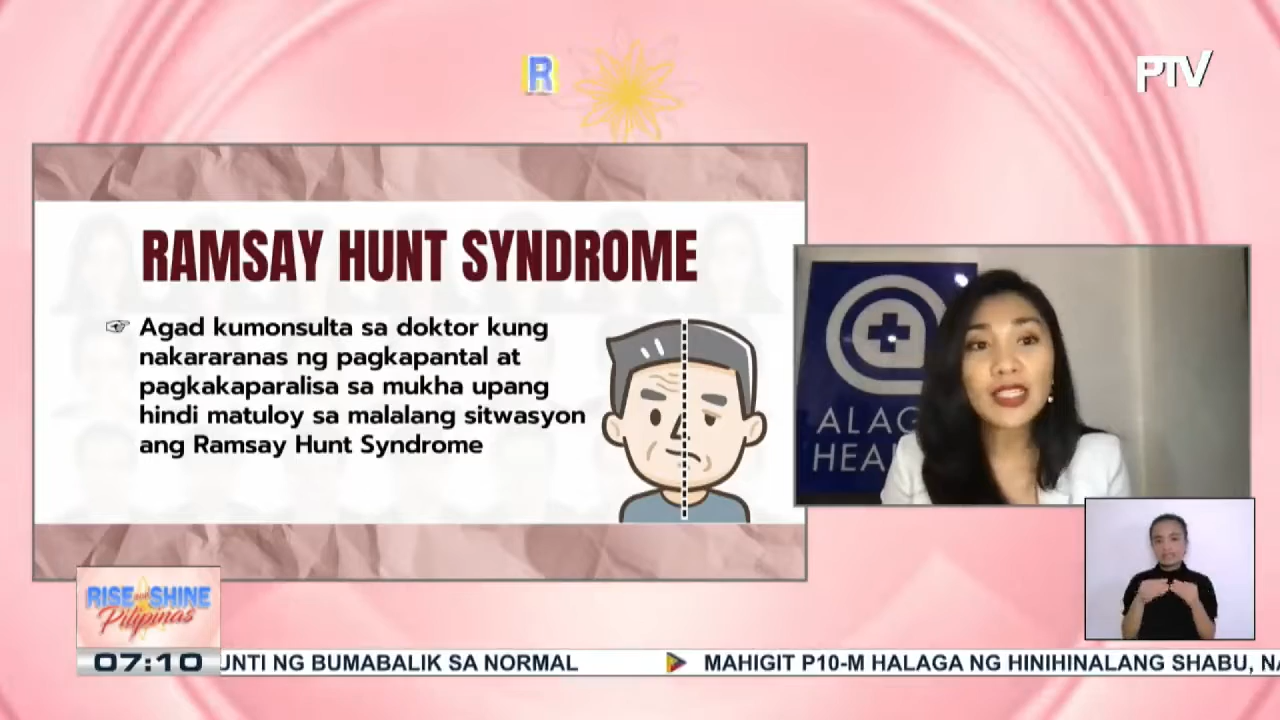 R
PTV
RAMSAY HUNT SYNDROME
☞ Agad kumonsulta sa doktor kung
nakararanas ng pagkapantal at
pagkakaparalisa sa mukha upang
hindi matuloy sa malalang sitwasyon
ang Ramsay Hunt Syndrome
ALAG
HEA
RISE and SHINE
Pilipinas
07:10
UNTI NG BUMABALIK SA NORMAL
MAHIGIT P10-M HALAGA NG HINIHINALANG SHABU, NA